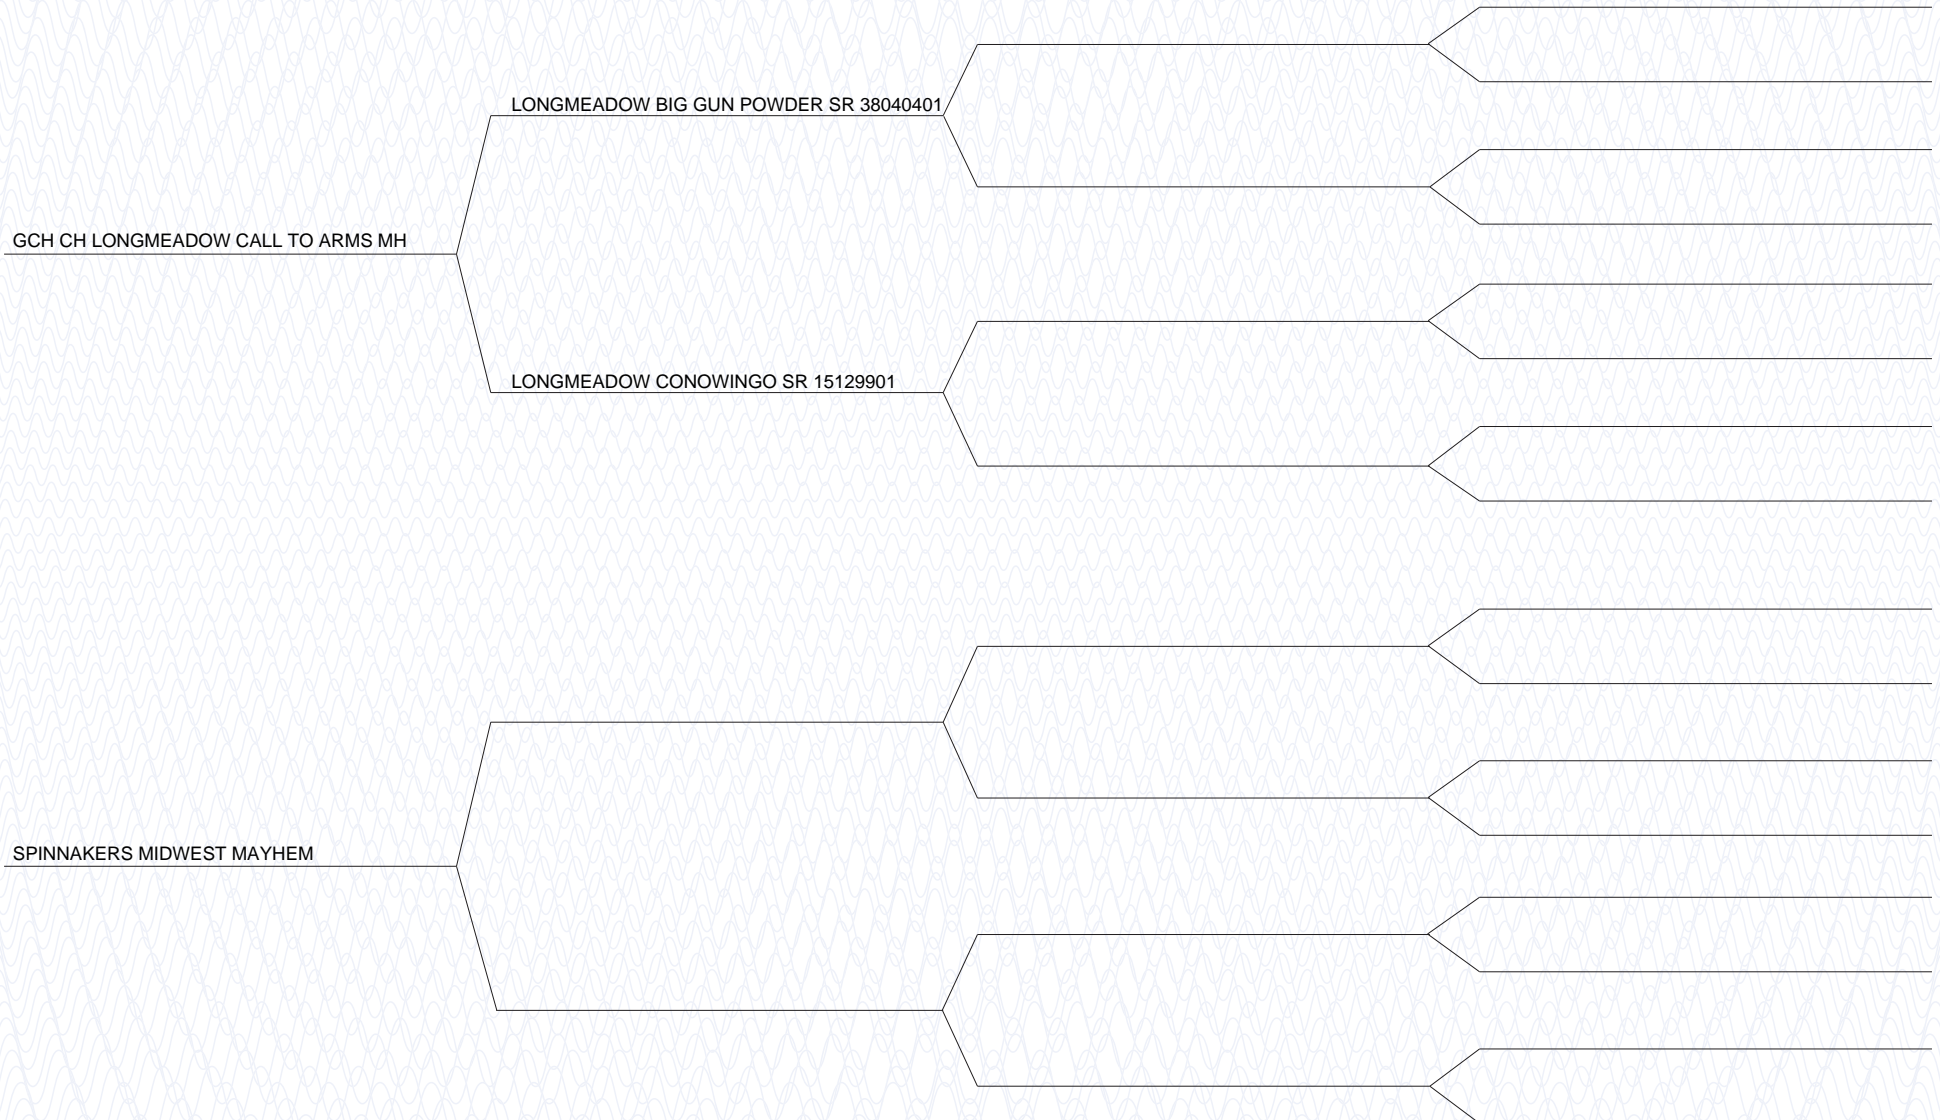 LONGMEADOW BIG GUN POWDER SR 38040401
GCH CH LONGMEADOW CALL TO ARMS MH
LONGMEADOW CONOWINGO SR 15129901
SPINNAKERS MIDWEST MAYHEM